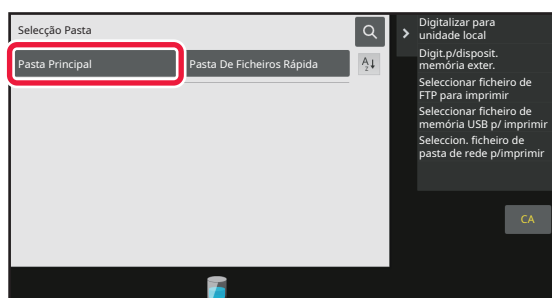 Selecção Pasta
Pasta Principal
Pasta De Ficheiros Rápida
A
Z
Digitalizar para
unidade local
Digit.p/disposit.
memória exter.
Seleccionar ficheiro de
FTP para imprimir
Seleccionar ficheiro de
memória USB p/ imprimir
Seleccion. ficheiro de
pasta de rede p/imprimir
CA